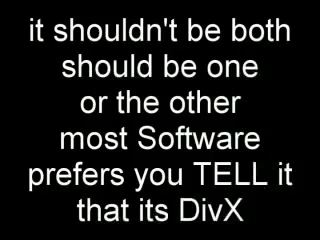 it shouldn't be both
should be one
or the other
most Software
prefers you TELL it
that its DivX